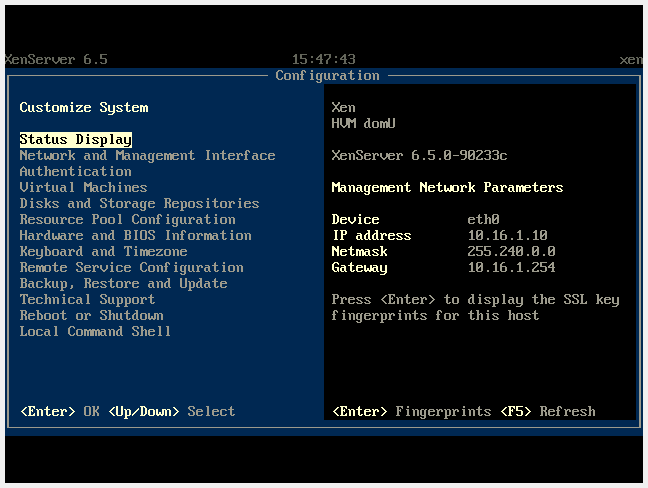 XenServer 6.5 15:47:43 xen
Configuration
Customize System
Status Display
Network and Management Interface
Authentication
Virtual Machines
Disks and Storage Repositories
Resource Pool Configuration
Hardware and BIOS Information
Keyboard and Timezone
Remote Service Configuration
Backup, Restore and Update
Technical Support
Reboot or Shutdown
Local Command Shell
<Enter> OK <Up/Down> Select
Xen
HVM domU
XenServer 6.5.0-90233c
Management Network Parameters
Device eth0
IP address 10.16.1.10
Netmask 255.240.0.0
Gateway 10.16.1.254
Press <Enter> to display the SSL key
fingerprints for this host
<Enter> Fingerprints <F5> Refresh